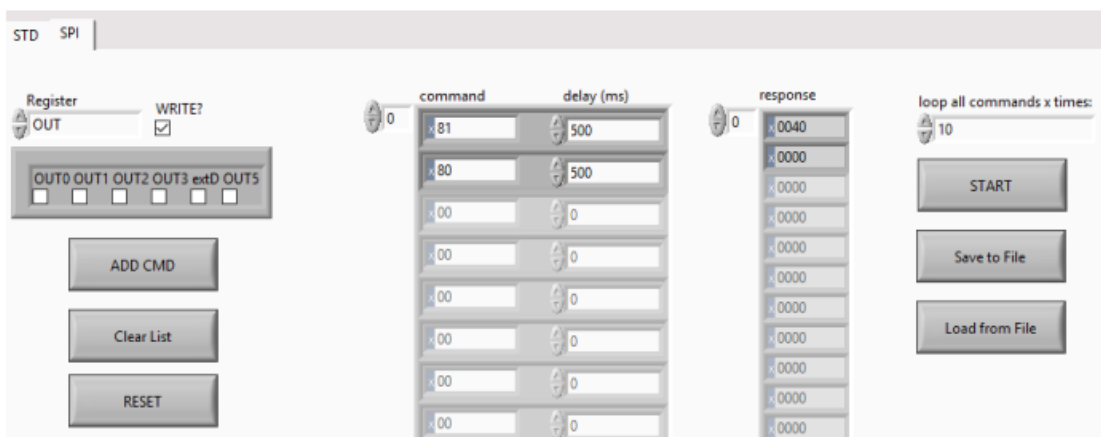 STD SPI
Register
WRITE?
OUT
OUT0 OUT1 OUT2 OUT3 extD OUT5
ADD CMD
Clear List
RESET
command delay (ms)
0
x 81 500
x 80 500
x 00 0
x 00 0
x 00 0
x 00 0
x 00 0
x 00 0
response
0
x 0040
x 0000
x 0000
x 0000
x 0000
x 0000
x 0000
x 0000
x 0000
x 0000
x 0000
loop all commands x times:
10
START
Save to File
Load from File